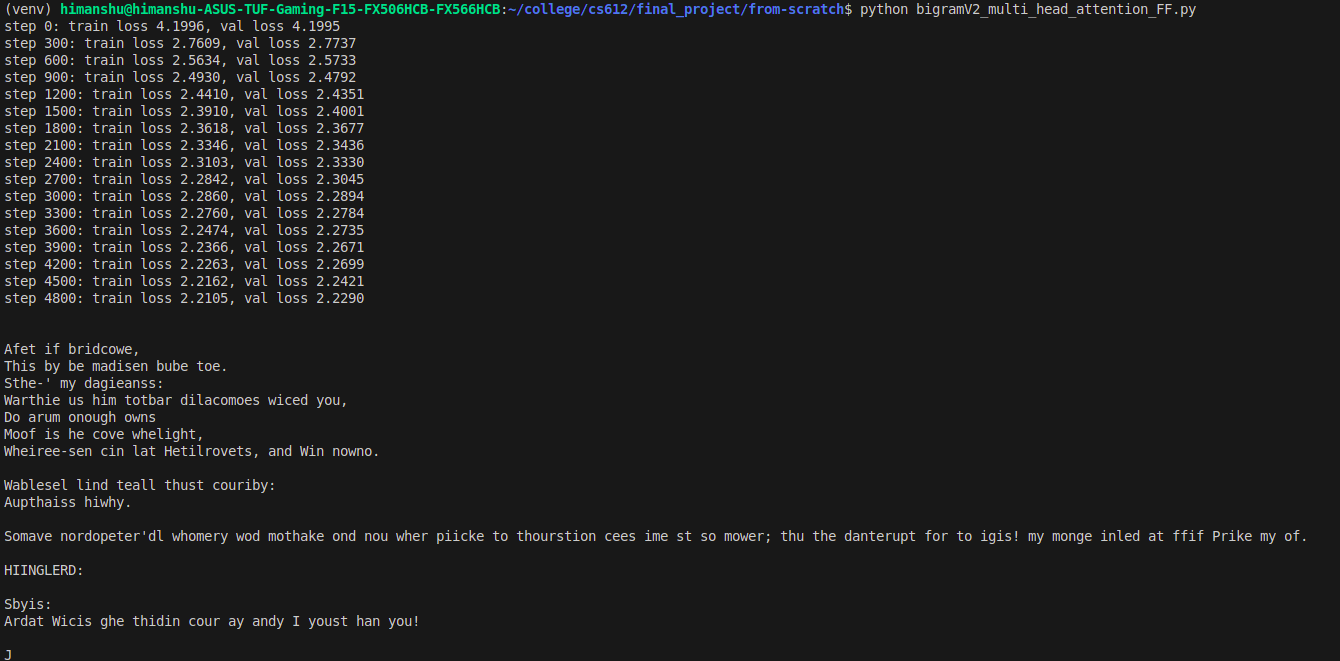 (venv) himanshu@himanshu-ASUS-TUF-Gaming-F15-FX506HCB-FX566HCB:~/college/cs612/final_project/from-scratch$ python bigramV2_multi_head_attention_FF.py
step 0: train loss 4.1996, val loss 4.1995
step 300: train loss 2.7609, val loss 2.7737
step 600: train loss 2.5634, val loss 2.5733
step 900: train loss 2.4930, val loss 2.4792
step 1200: train loss 2.4410, val loss 2.4351
step 1500: train loss 2.3910, val loss 2.4001
step 1800: train loss 2.3618, val loss 2.3677
step 2100: train loss 2.3346, val loss 2.3436
step 2400: train loss 2.3103, val loss 2.3330
step 2700: train loss 2.2842, val loss 2.3045
step 3000: train loss 2.2860, val loss 2.2894
step 3300: train loss 2.2760, val loss 2.2784
step 3600: train loss 2.2474, val loss 2.2735
step 3900: train loss 2.2366, val loss 2.2671
step 4200: train loss 2.2263, val loss 2.2699
step 4500: train loss 2.2162, val loss 2.2421
step 4800: train loss 2.2105, val loss 2.2290
Afet if bridcowe,
This by be madisen bube toe.
Sthe-' my dagieanss:
Warthie us him totbar dilacomoes wiced you,
Do arum onough owns
Moof is he cove whelight,
Wheiree-sen cin lat Hetilrovets, and Win nowno.
Wablesel lind teall thust couriby:
Aupthaiss hiwhy.
Somave nordopeter'dl whomery wod mothake ond nou wher piicke to thourstion cees ime st so mower; thu the danterupt for to igis! my monge inled at ffif Prike my of.
HIINGLERD:
Sbyis:
Ardat Wicis ghe thidin cour ay andy I youst han you!
J